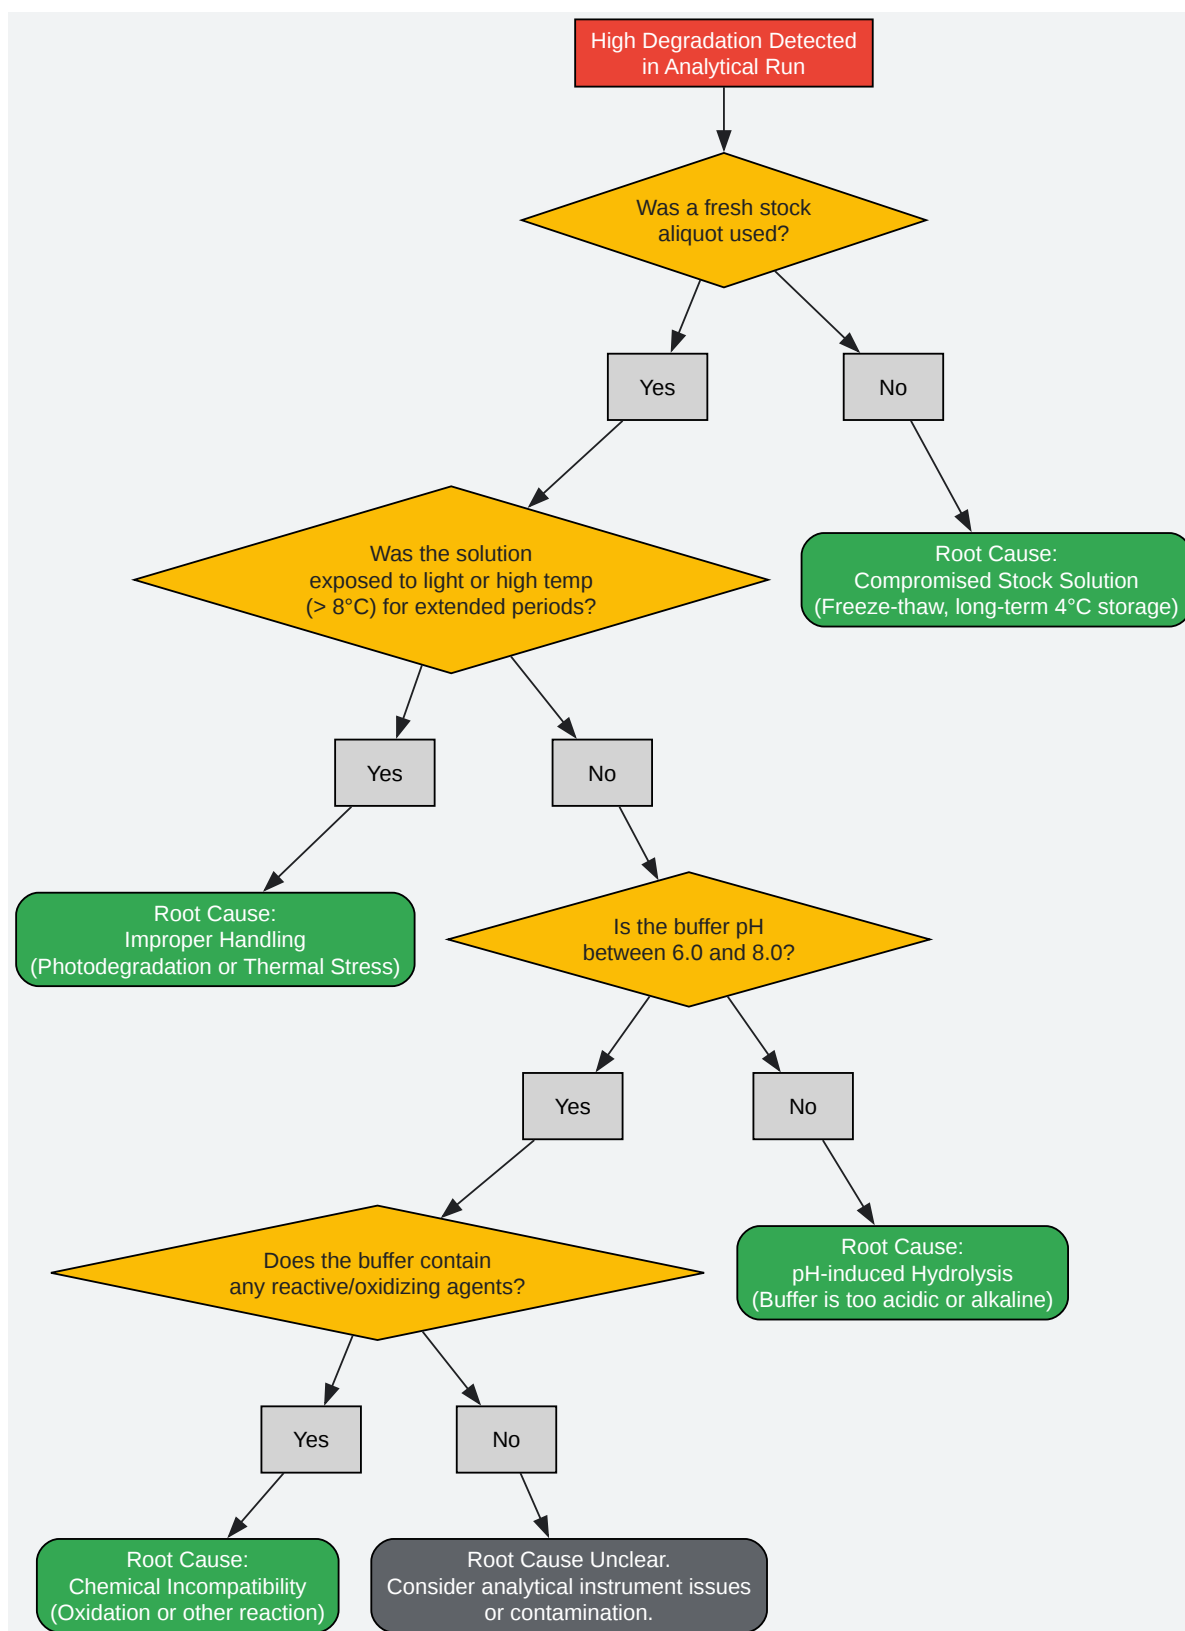 High Degradation Detected
in Analytical Run
Was a fresh stock
aliquot used?
Yes
No
Was the solution
exposed to light or high temp
(> 8°C) for extended periods?
Root Cause:
Compromised Stock Solution
(Freeze-thaw, long-term 4°C storage)
Yes
No
Root Cause:
Improper Handling
(Photodegradation or Thermal Stress)
Is the buffer pH
between 6.0 and 8.0?
Yes
No
Does the buffer contain
any reactive/oxidizing agents?
Root Cause:
pH-induced Hydrolysis
(Buffer is too acidic or alkaline)
Yes
No
Root Cause:
Chemical Incompatibility
(Oxidation or other reaction)
Root Cause Unclear.
Consider analytical instrument issues
or contamination.